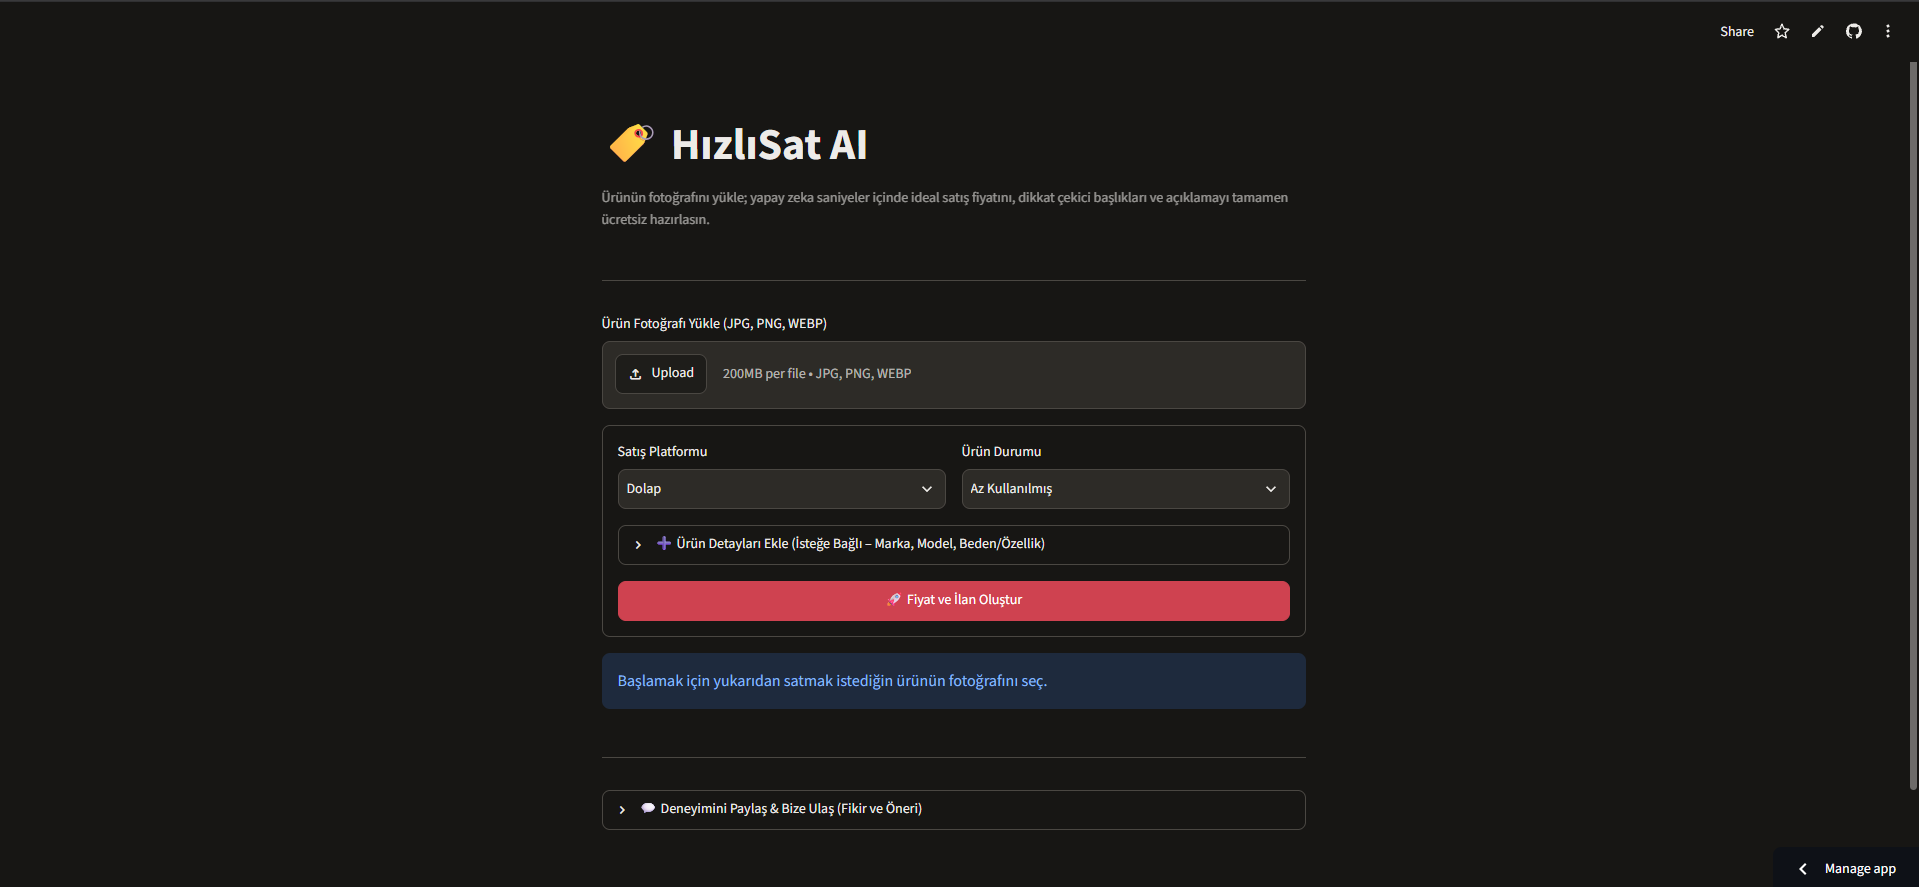 Share
HızlıSat AI
Ürünün fotoğrafını yükle; yapay zeka saniyeler içinde ideal satış fiyatını, dikkat çekici başlıkları ve açıklamayı tamamen
ücretsiz hazırlasın.
Ürün Fotoğrafı Yükle (JPG, PNG, WEBP)
Upload 200MB per file • JPG, PNG, WEBP
Satış Platformu Ürün Durumu
Dolap Az Kullanılmış
Ürün Detayları Ekle (İsteğe Bağlı – Marka, Model, Beden/Özellik)
Fiyat ve İlan Oluştur
Başlamak için yukarıdan satmak istediğin ürünün fotoğrafını seç.
Deneyimini Paylaş & Bize Ulaş (Fikir ve Öneri)
Manage app